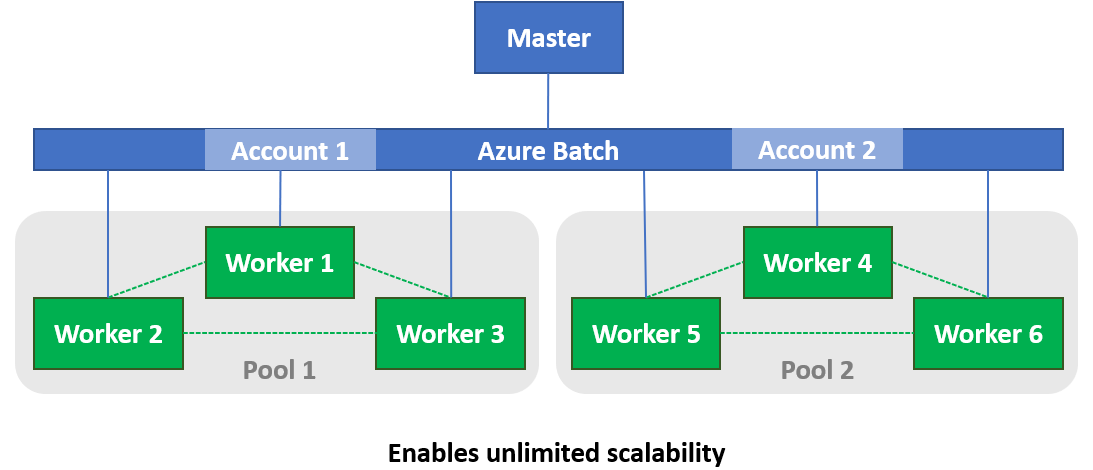 Master
Account 1
Azure Batch
Account 2
Worker 1
Worker 4
Worker 2
Worker 3
Worker 5
Worker 6
Pool 1
Pool 2
Enables unlimited scalability